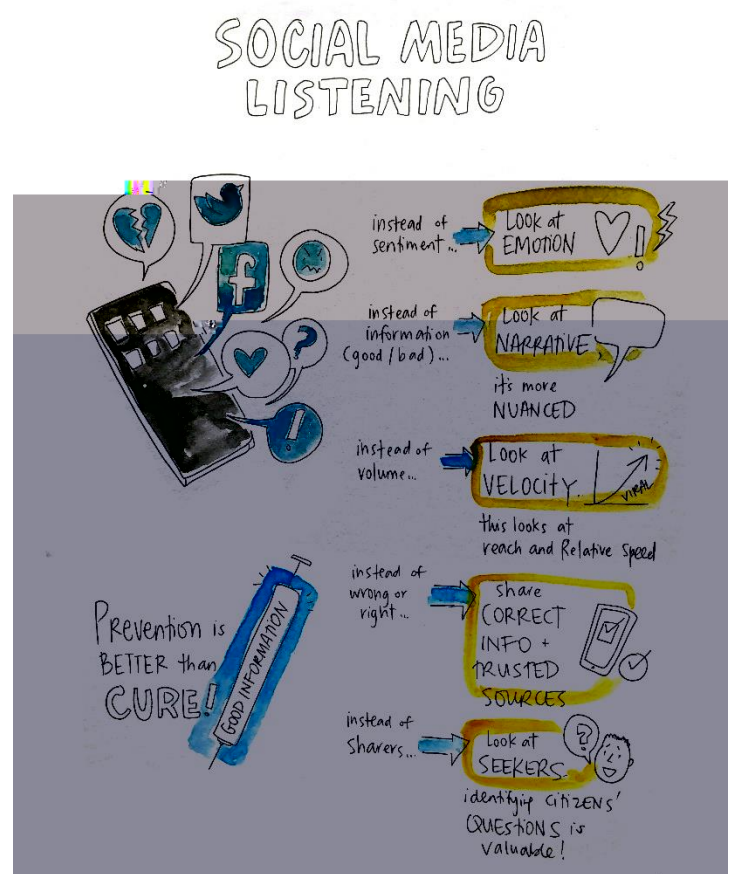 SOCIAL MEDIA
LISTENING
instead of
sentiment...
Look at
EMOTION
instead of
information
(good / bad)...
Look at
NARRATIVE,
it's more
NUANCED
instead of
volume...
Look at
VELOCITY.
VIRAL
this looks at
reach and Relative Speed
instead of
wrong or
right...
share
CORRECT
INFO +
TRUSTED
SOURCES
instead of
Sharers...
Look at
SEEKERS.
identifying CITIZENS'
QUESTIONS is
valuable!
Prevention is
BETTER than
CURE!
GOOD INFORMATION